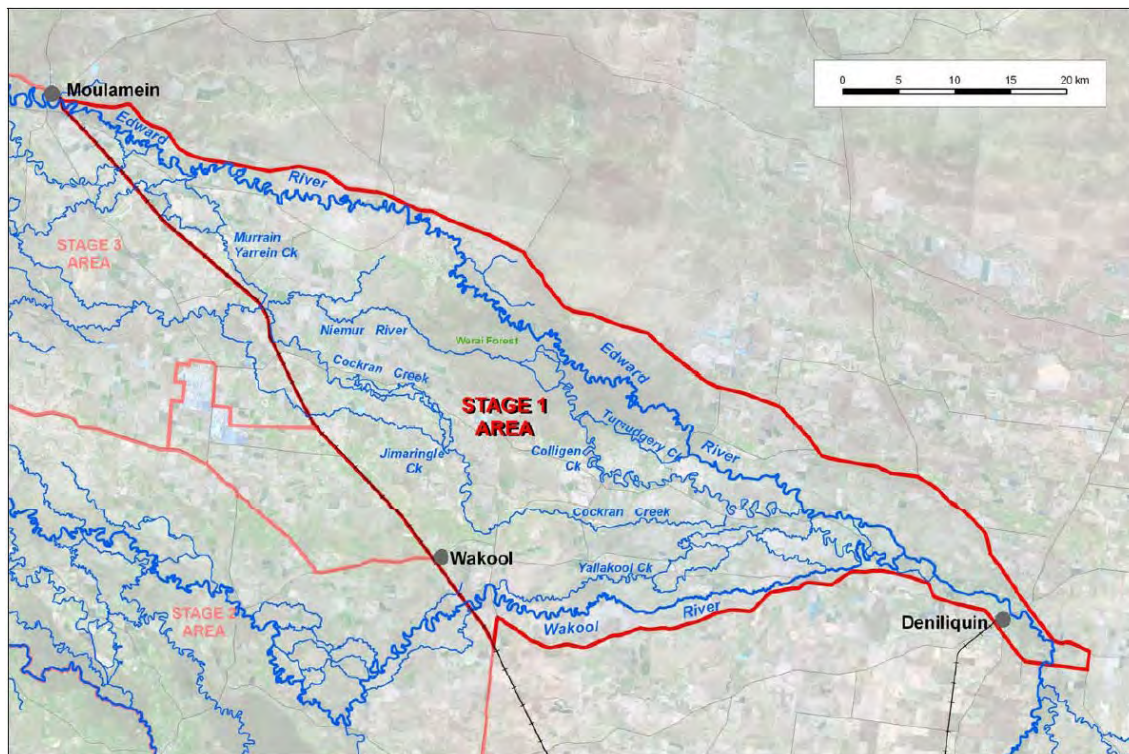 0 5 10 15 20 km
Moulamein
Edward
River
STAGE 3
AREA
Murrain
Yarrein Ck
Niemur River
Werai Forest
Cockran Creek
Edward
River
STAGE 1
AREA
Tumudgery Ck
Jimaringle
Ck
Colligen
Ck
Cockran Creek
Wakool
Yallakool Ck
Wakool
River
STAGE 2
AREA
Deniliquin